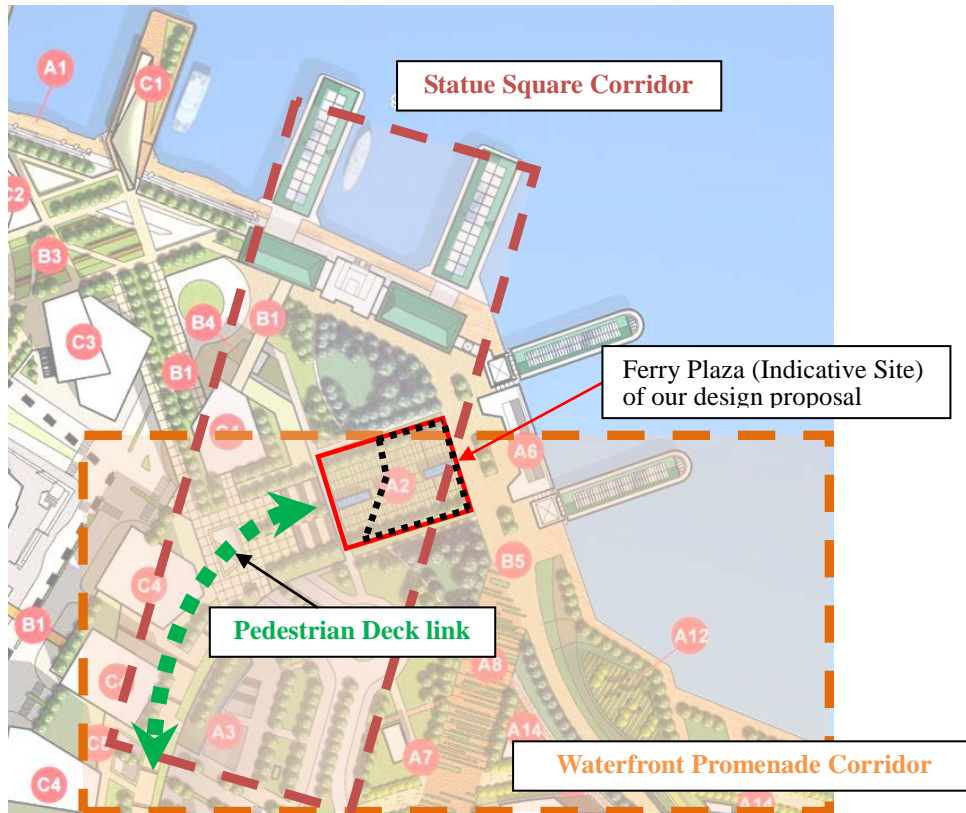 A1
C1
Statue Square Corridor
C2
B3
B4
B1
C3
B1
Ferry Plaza (Indicative Site)
of our design proposal
C4
A6
A2
B5
C4
B1
Pedestrian Deck link
A12
A8
C4
A3
A14
A7
C5
Waterfront Promenade Corridor
C4
A14